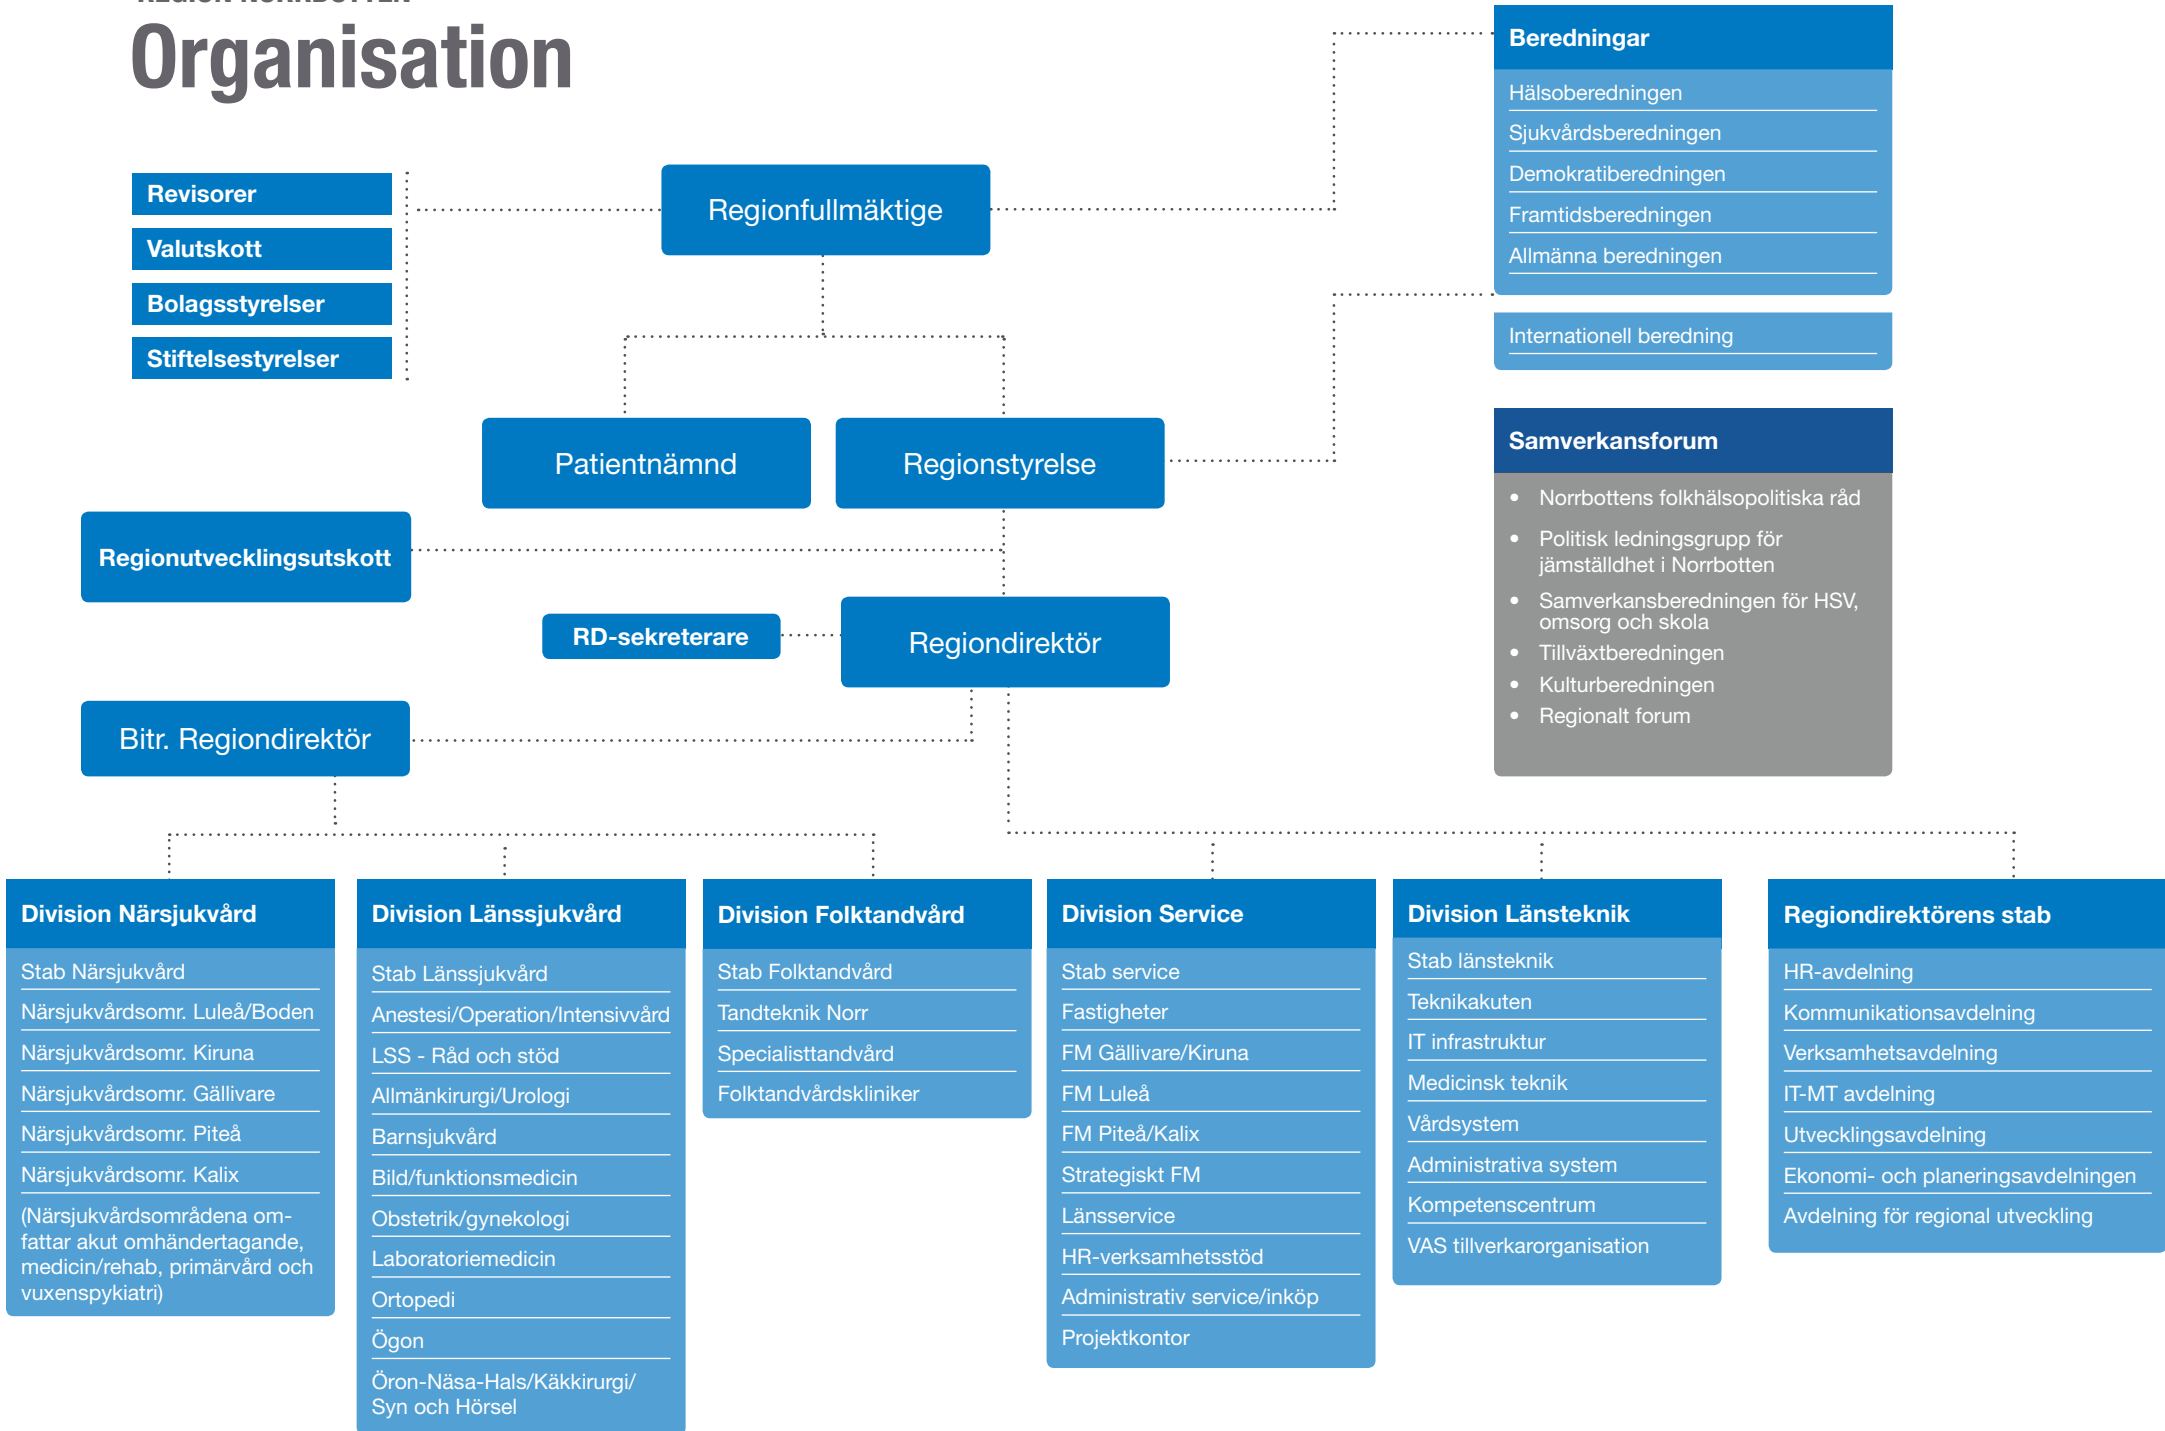 REGION NORRBOTTEN
Organisation
Revisorer
Valutskott
Bolagsstyrelser
Stiftelsestyrelser
Regionfullmäktige
Beredningar
Hälsoberedningen
Sjukvårdsberedningen
Demokratiberedningen
Framtidsberedningen
Allmänna beredningen
Internationell beredning
Patientnämnd
Regionstyrelse
Samverkansforum
• Norrbottens folkhälsopolitiska råd
• Politisk ledningsgrupp för
jämställdhet i Norrbotten
• Samverkansberedningen för HSV,
omsorg och skola
• Tillväxtberedningen
• Kulturberedningen
• Regionalt forum
Regionutvecklingsutskott
RD-sekreterare
Regiondirektör
Bitr. Regiondirektör
Division Närsjukvård
Stab Närsjukvård
Närsjukvårdsomr. Luleå/Boden
Närsjukvårdsomr. Kiruna
Närsjukvårdsomr. Gällivare
Närsjukvårdsomr. Piteå
Närsjukvårdsomr. Kalix
(Närsjukvårdsområdena om-
fattar akut omhändertagande,
medicin/rehab, primärvård och
vuxenspykiatri)
Division Länssjukvård
Stab Länssjukvård
Anestesi/Operation/Intensivvård
LSS - Råd och stöd
Allmänkirurgi/Urologi
Barnsjukvård
Bild/funktionsmedicin
Obstetrik/gynekologi
Laboratoriemedicin
Ortopedi
Ögon
Öron-Näsa-Hals/Käkkirurgi/
Syn och Hörsel
Division Folktandvård
Stab Folktandvård
Tandteknik Norr
Specialisttandvård
Folktandvårdskliniker
Division Service
Stab service
Fastigheter
FM Gällivare/Kiruna
FM Luleå
FM Piteå/Kalix
Strategiskt FM
Länsservice
HR-verksamhetsstöd
Administrativ service/inköp
Projektkontor
Division Länsteknik
Stab länsteknik
Teknikakuten
IT infrastruktur
Medicinsk teknik
Vårdsystem
Administrativa system
Kompetenscentrum
VAS tillverkarorganisation
Regiondirektörens stab
HR-avdelning
Kommunikationsavdelning
Verksamhetsavdelning
IT-MT avdelning
Utvecklingsavdelning
Ekonomi- och planeringsavdelningen
Avdelning för regional utveckling